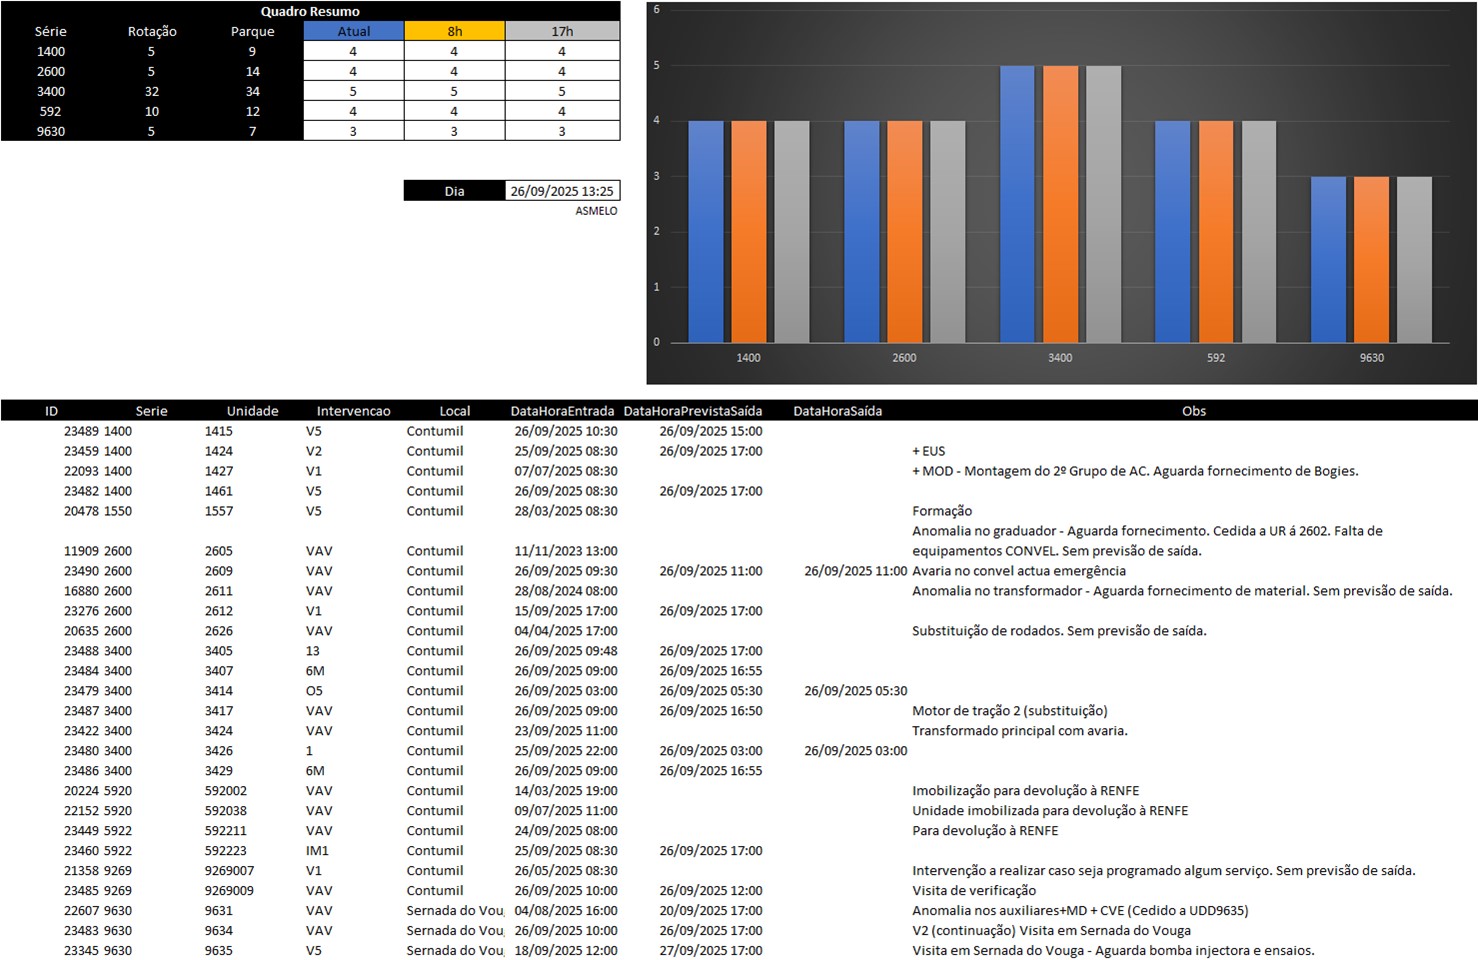 Quadro Resumo
Série Rotação Parque Atual 8h 17h
1400 5 9 4 4 4
2600 5 14 4 4 4
3400 32 34 5 5 5
592 10 12 4 4 4
9630 5 7 3 3 3
Dia 26/09/2025 13:25
ASMELO
6
5
4
3
2
1
0
1400 2600 3400 592 9630
ID Serie Unidade Intervencao Local DataHoraEntrada DataHoraPrevistaSaída DataHoraSaída Obs
23489 1400 1415 V5 Contumil 26/09/2025 10:30 26/09/2025 15:00
23459 1400 1424 V2 Contumil 25/09/2025 08:30 26/09/2025 17:00 + EUS
22093 1400 1427 V1 Contumil 07/07/2025 08:30 + MOD - Montagem do 2º Grupo de AC. Aguarda fornecimento de Bogies.
23482 1400 1461 V5 Contumil 26/09/2025 08:30 26/09/2025 17:00
20478 1550 1557 V5 Contumil 28/03/2025 08:30 Formação
Anomalia no graduador - Aguarda fornecimento. Cedida a UR á 2602. Falta de
11909 2600 2605 VAV Contumil 11/11/2023 13:00 equipamentos CONVEL. Sem previsão de saída.
23490 2600 2609 VAV Contumil 26/09/2025 09:30 26/09/2025 11:00 26/09/2025 11:00 Avaria no convel actua emergência
16880 2600 2611 VAV Contumil 28/08/2024 08:00 Anomalia no transformador - Aguarda fornecimento de material. Sem previsão de saída.
23276 2600 2612 V1 Contumil 15/09/2025 17:00 26/09/2025 17:00
20635 2600 2626 VAV Contumil 04/04/2025 17:00 Substituição de rodados. Sem previsão de saída.
23488 3400 3405 13 Contumil 26/09/2025 09:48 26/09/2025 17:00
23484 3400 3407 6M Contumil 26/09/2025 09:00 26/09/2025 16:55
23479 3400 3414 O5 Contumil 26/09/2025 03:00 26/09/2025 05:30 26/09/2025 05:30
23487 3400 3417 VAV Contumil 26/09/2025 09:00 26/09/2025 16:50 Motor de tração 2 (substituição)
23422 3400 3424 VAV Contumil 23/09/2025 11:00 Transformado principal com avaria.
23480 3400 3426 1 Contumil 25/09/2025 22:00 26/09/2025 03:00 26/09/2025 03:00
23486 3400 3429 6M Contumil 26/09/2025 09:00 26/09/2025 16:55
20224 5920 592002 VAV Contumil 14/03/2025 19:00 Imobilização para devolução à RENFE
22152 5920 592038 VAV Contumil 09/07/2025 11:00 Unidade imobilizada para devolução à RENFE
23449 5922 592211 VAV Contumil 24/09/2025 08:00 Para devolução à RENFE
23460 5922 592223 IM1 Contumil 25/09/2025 08:30 26/09/2025 17:00
21358 9269 9269007 V1 Contumil 26/05/2025 08:30 Intervenção a realizar caso seja programado algum serviço. Sem previsão de saída.
23485 9269 9269009 VAV Contumil 26/09/2025 10:00 26/09/2025 12:00 Visita de verificação
22607 9630 9631 VAV Sernada do Voug 04/08/2025 16:00 20/09/2025 17:00 Anomalia nos auxiliares+MD + CVE (Cedido a UDD9635)
23483 9630 9634 VAV Sernada do Voug 26/09/2025 10:00 26/09/2025 17:00 V2 (continuação) Visita em Sernada do Vouga
23345 9630 9635 V5 Sernada do Voug 18/09/2025 12:00 27/09/2025 17:00 Visita em Sernada do Vouga - Aguarda bomba injectora e ensaios.